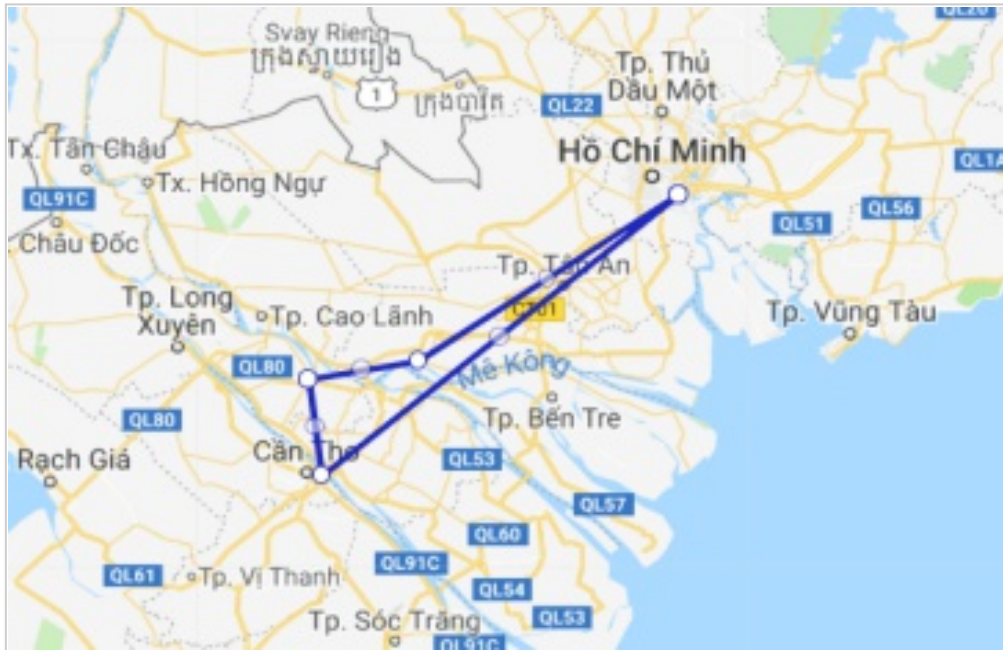 QL20
Svay Rieng
ក្រុងស្វាយរៀង
1
ក្រុងបាវិត
QL22
Tp. Thủ
Dầu Một
Hồ Chí Minh
QL1A
Tx. Tân Châu
Tx. Hồng Ngự
QL91C
Châu Đốc
QL51
QL56
Tp. Tân An
Tp. Long
Xuyên
Tp. Cao Lãnh
CT01
Tp. Vũng Tàu
QL80
Mê Kông
Tp. Bến Tre
QL80
Rạch Giá
Cần Thơ
QL53
QL57
QL60
QL61
Tp. Vị Thanh
QL91C
QL54
QL53
Tp. Sóc Trăng
QL91C